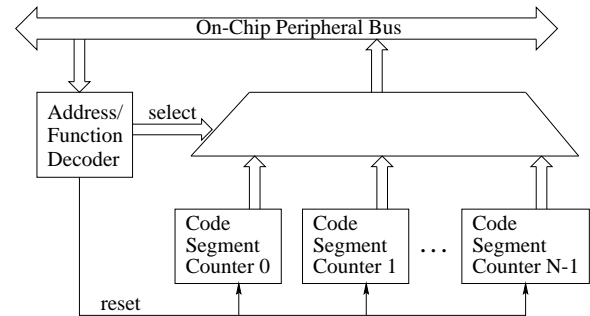 On-Chip Peripheral Bus
Address/
Function
Decoder
select
Code
Segment
Counter 0
Code
Segment
Counter 1
...
Code
Segment
Counter N-1
reset